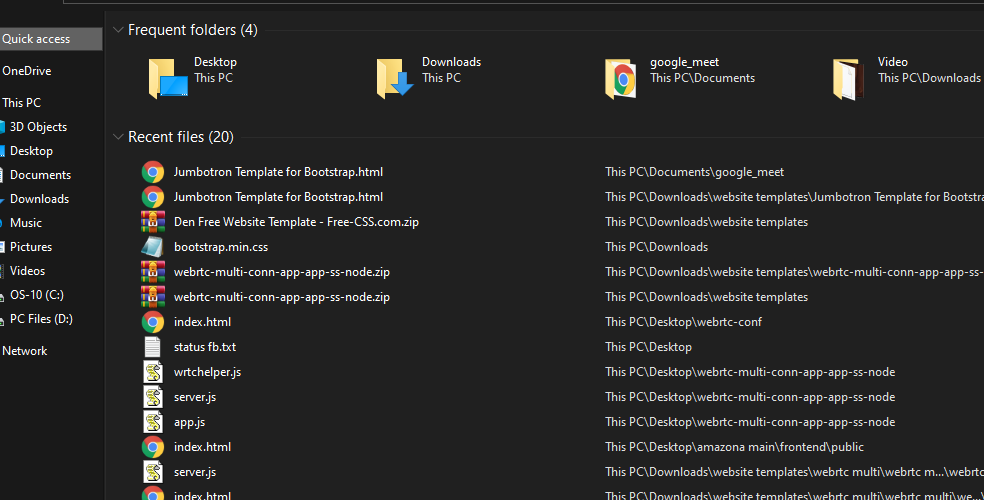 Quick access
OneDrive
This PC
3D Objects
Desktop
Documents
Downloads
Music
Pictures
Videos
OS-10 (C:)
PC Files (D:)
Network
Frequent folders (4)
Desktop
This PC
Downloads
This PC
google_meet
This PC\Documents
Video
This PC\Downloads
Recent files (20)
Jumbotron Template for Bootstrap.html This PC\Documents\google_meet
Jumbotron Template for Bootstrap.html This PC\Downloads\website templates\Jumbotron Template for Bootstra
Den Free Website Template - Free-CSS.com.zip This PC\Downloads\website templates
bootstrap.min.css This PC\Downloads
webrtc-multi-conn-app-app-ss-node.zip This PC\Downloads\website templates\webrtc-multi-conn-app-app-ss-
webrtc-multi-conn-app-app-ss-node.zip This PC\Downloads\website templates
index.html This PC\Desktop\webrtc-conf
status fb.txt This PC\Desktop
wrtchelper.js This PC\Desktop\webrtc-multi-conn-app-app-ss-node
server.js This PC\Desktop\webrtc-multi-conn-app-app-ss-node
app.js This PC\Desktop\webrtc-multi-conn-app-app-ss-node
index.html This PC\Desktop\amazona main\frontend\public
server.js This PC\Downloads\website templates\webrtc multi\webrtc m...\webrtc
index.html This PC\Downloads\website templates\webrtc multi\webrtc multi\we...\w